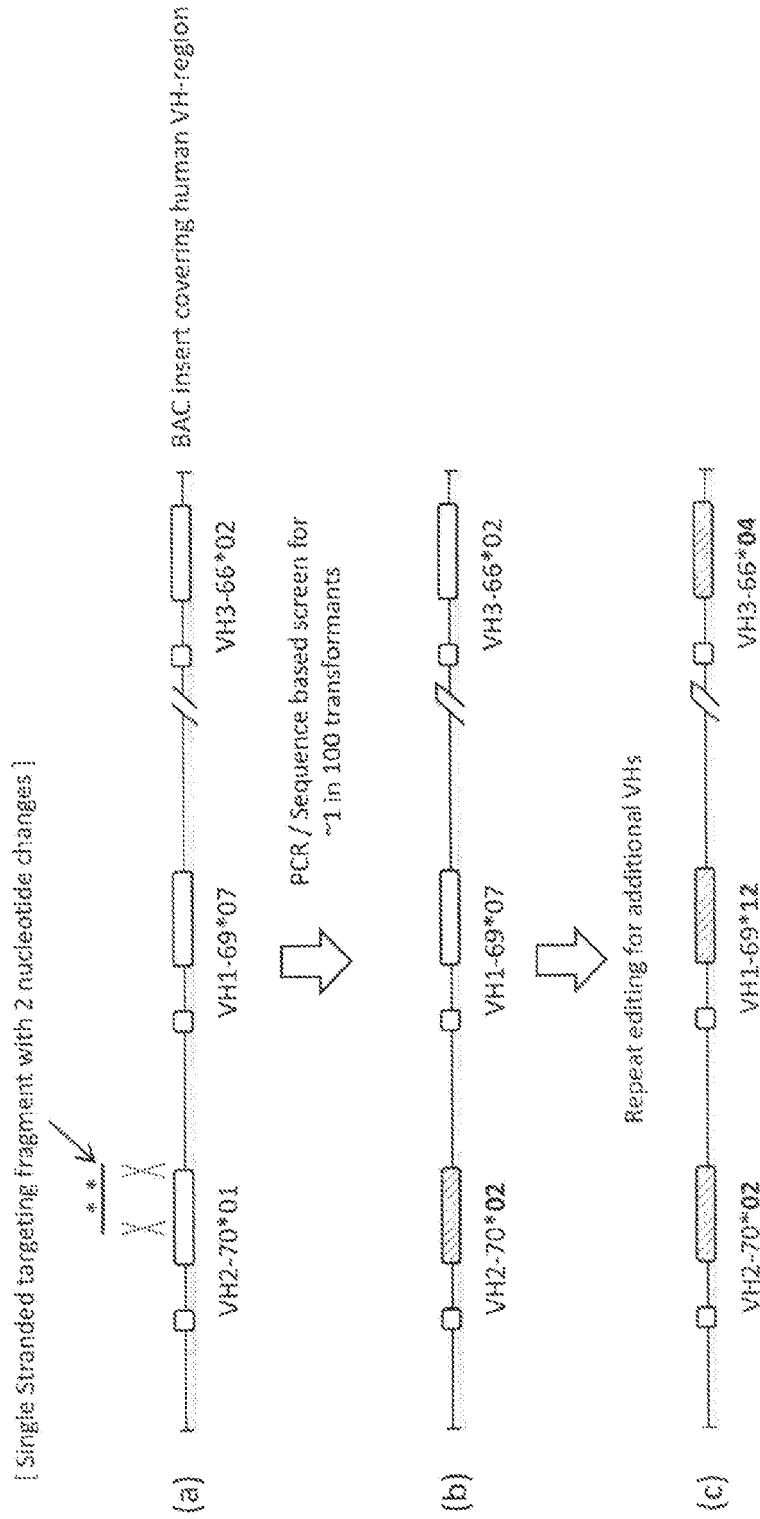 [ Single Stranded targeting fragment with 2 nucleotide changes ]
* *
(a)
BAC insert covering human VH-region
VH2-70*01
VH1-69*07
VH3-66*02
PCR / Sequence based screen for
~1 in 100 transformants
(b)
VH2-70*02
VH1-69*07
VH3-66*02
Repeat editing for additional VHs
(c)
VH2-70*02
VH1-69*12
VH3-66*04